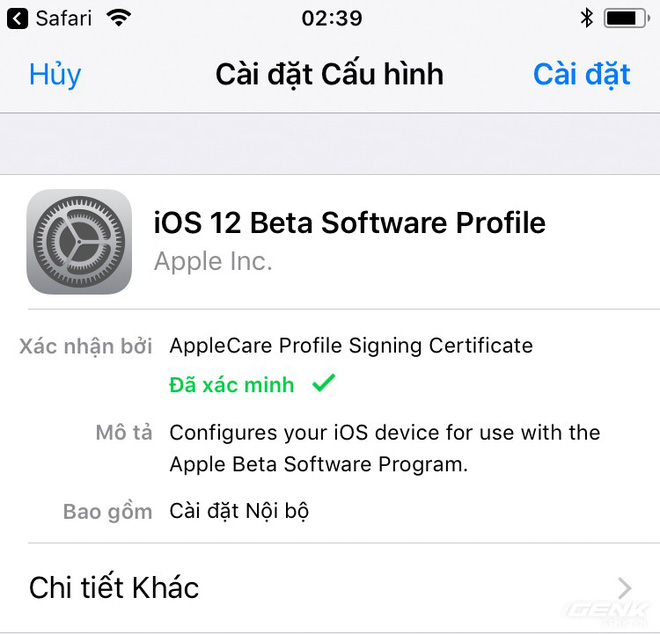 Safari 02:39
Hủy Cài đặt Cấu hình Cài đặt
iOS 12 Beta Software Profile
Apple Inc.
Xác nhận bởi AppleCare Profile Signing Certificate
Đã xác minh
Mô tả Configures your iOS device for use with the
Apple Beta Software Program.
Bao gồm Cài đặt Nội bộ
Chi tiết Khác
GENK